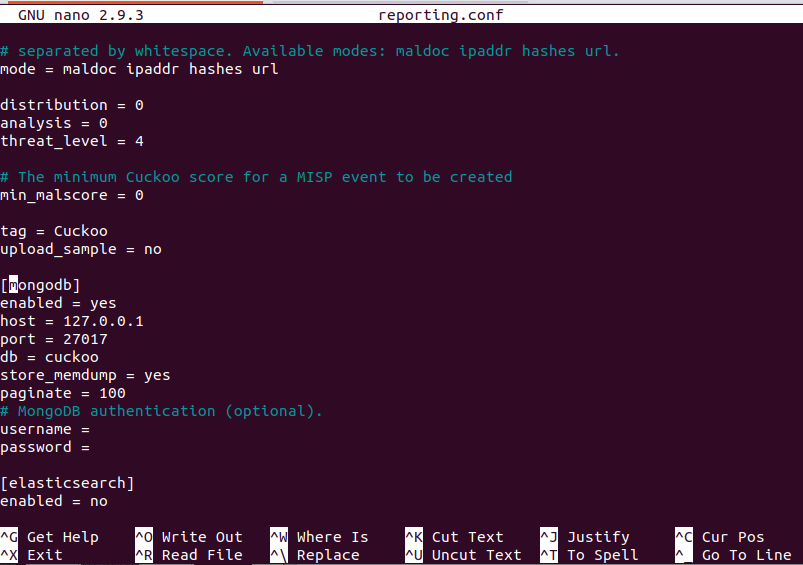 GNU nano 2.9.3 reporting.conf
# separated by whitespace. Available modes: maldoc ipaddr hashes url.
mode = maldoc ipaddr hashes url
distribution = 0
analysis = 0
threat_level = 4
# The minimum Cuckoo score for a MISP event to be created
min_malscore = 0
tag = Cuckoo
upload_sample = no
[mongodb]
enabled = yes
host = 127.0.0.1
port = 27017
db = cuckoo
store_memdump = yes
paginate = 100
# MongoDB authentication (optional).
username =
password =
[elasticsearch]
enabled = no
^G Get Help ^O Write Out ^W Where Is ^K Cut Text ^J Justify ^C Cur Pos
^X Exit ^R Read File ^\ Replace ^U Uncut Text ^T To Spell ^_ Go To Line